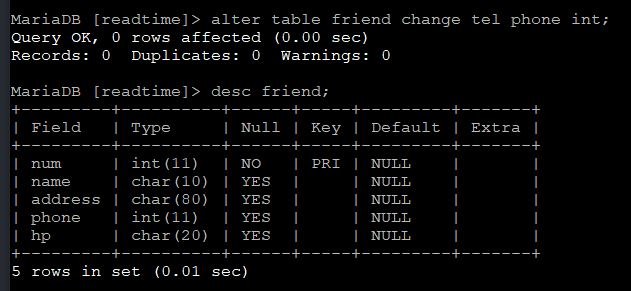 MariaDB [readtime]> alter table friend change tel phone int;
Query OK, 0 rows affected (0.00 sec)
Records: 0  Duplicates: 0  Warnings: 0

MariaDB [readtime]> desc friend;
+---------+----------+------+-----+---------+-------+
| Field   | Type     | Null | Key | Default | Extra |
+---------+----------+------+-----+---------+-------+
| num     | int(11)  | NO   | PRI | NULL    |       |
| name    | char(10) | YES  |     | NULL    |       |
| address | char(80) | YES  |     | NULL    |       |
| phone   | int(11)  | YES  |     | NULL    |       |
| hp      | char(20) | YES  |     | NULL    |       |
+---------+----------+------+-----+---------+-------+
5 rows in set (0.01 sec)